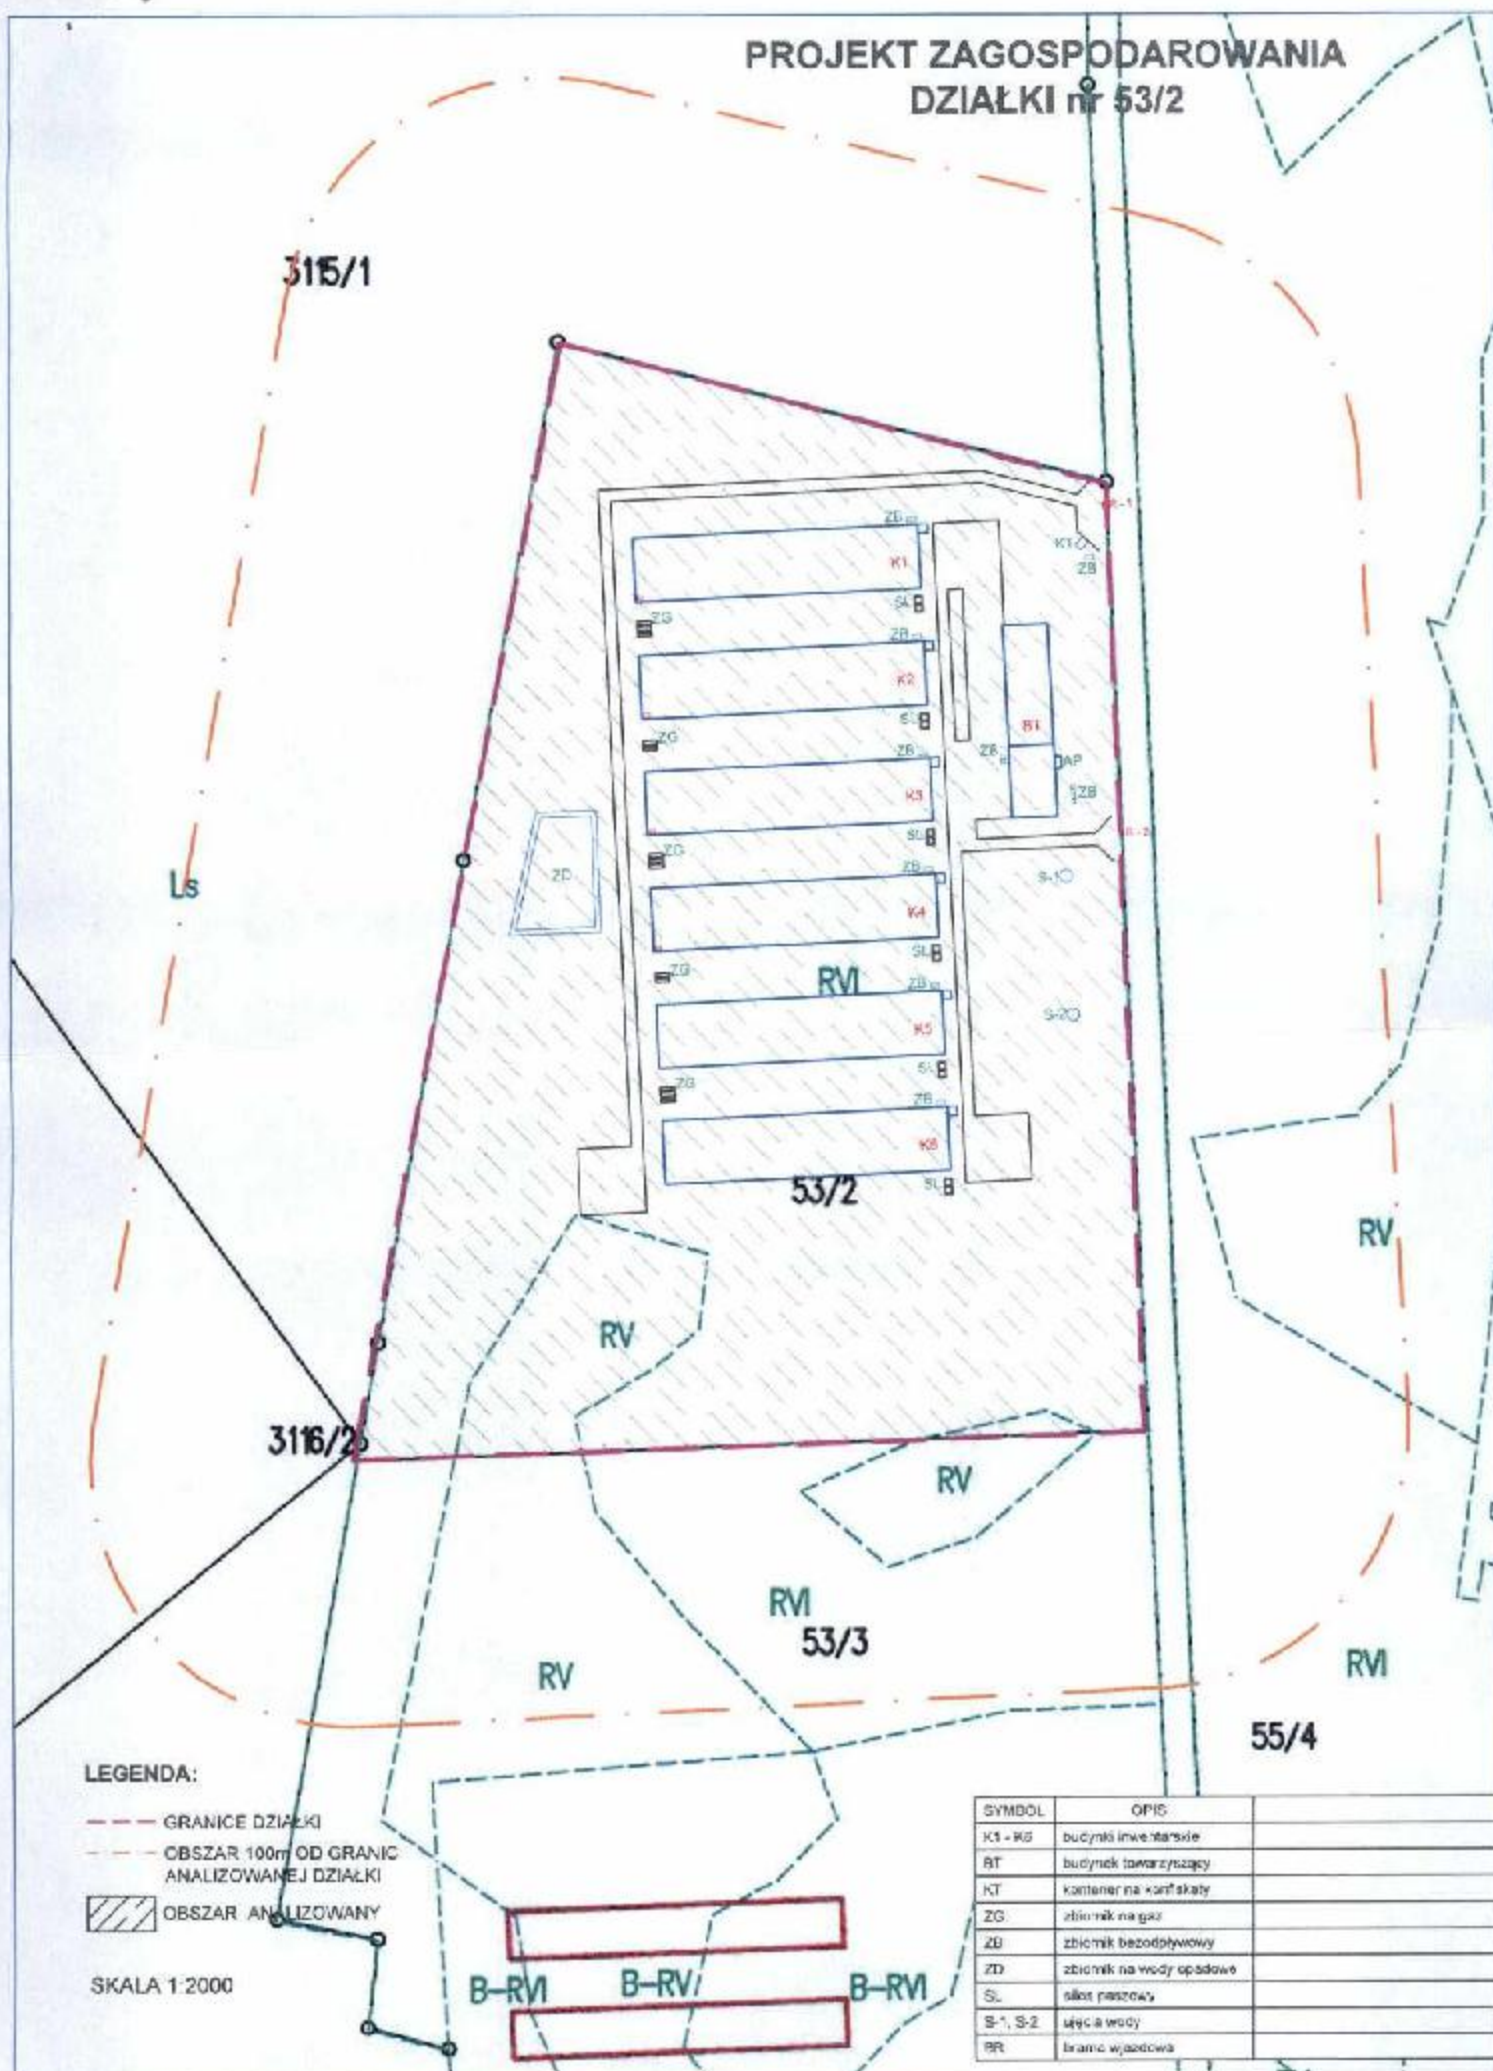 PROJEKT ZAGOSPODAROWANIA
DZIAŁKI nr 53/2
3115/1
K1
ZB
SL
ZG
KT
ZB
K2
ZB
SL
ZG
BT
ZB
AP
ZB
K3
ZB
SL
ZG
ZD
Ls
K4
ZB
SL
ZG
S-1
RVI
K5
ZB
SL
ZG
S-2
K6
ZB
SL
53/2
RV
RV
3116/2
RV
RVI
53/3
RV
RVI
55/4
LEGENDA:
GRANICE DZIAŁKI
OBSZAR 100m OD GRANIC
ANALIZOWANEJ DZIAŁKI
OBSZAR ANALIZOWANY
SKALA 1:2000
B-RVI
B-RV
B-RVI
SYMBOL OPIS
K1 - K6 budynki inwentarskie
BT budynek towarzyszący
KT kontener na konfiskaty
ZG zbiornik na gaz
ZB zbiornik bezodpływowy
ZD zbiornik na wody opadowe
SL silos paszowy
S-1, S-2 ujęcia wody
BR brama wjazdowa